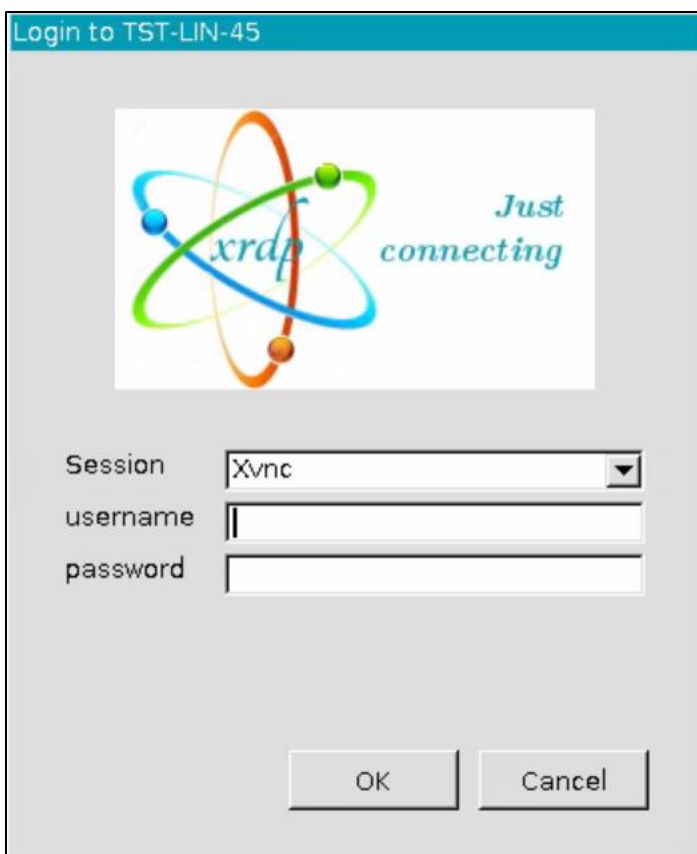 Login to TST-LIN-45
xrdp
Just
connecting
Session
Xvnc
username
password
OK
Cancel